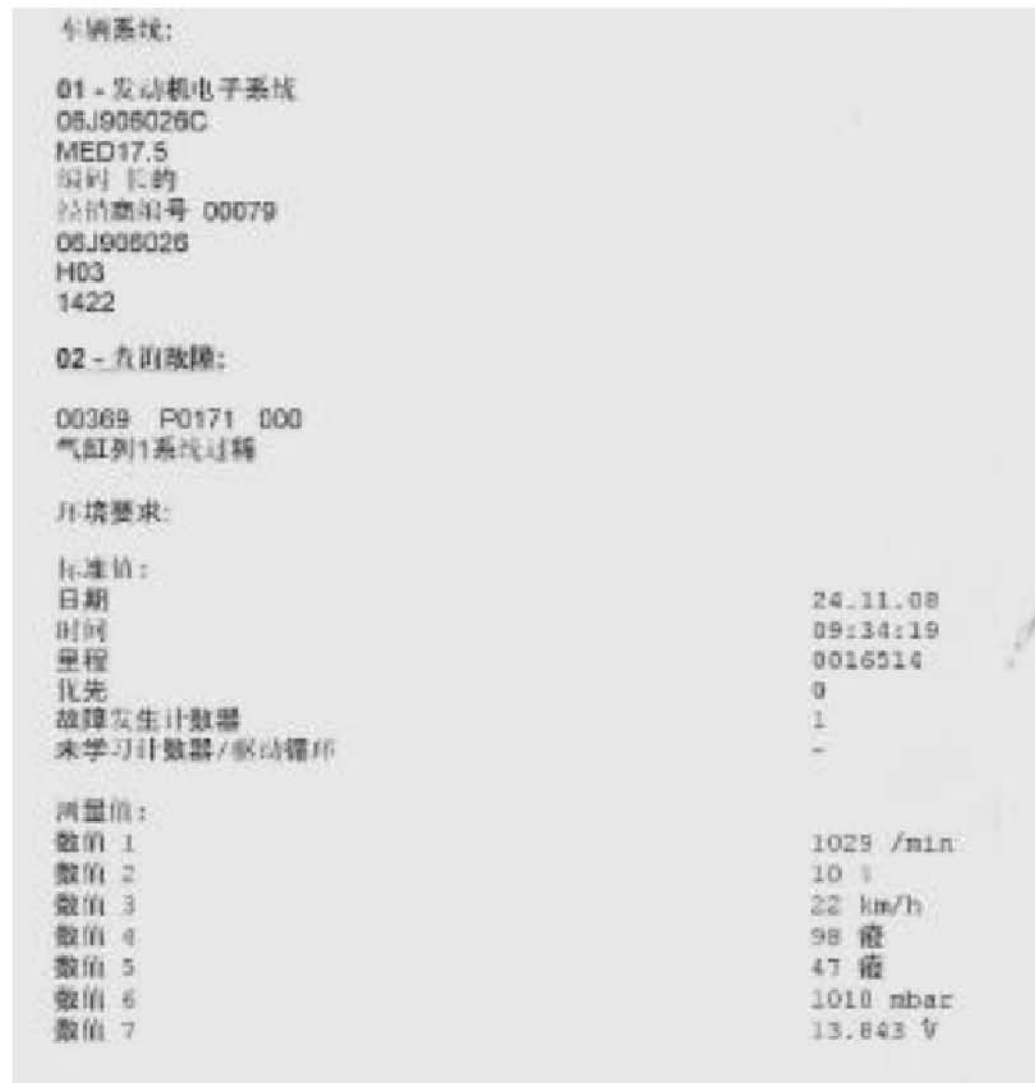 车辆系统:
01 - 发动机电子系统
06J906026C
MED17.5
编码 长的
经销商编号 00079
06J906026
H03
1422
02 - 查询故障:
00369 P0171 000
气缸列1系统过稀
环境要求:
标准值:
日期 24.11.08
时间 09:34:19
里程 0016514
优先 0
故障发生计数器 1
未学习计数器/驱动循环 -
测量值:
数值 1 1029 /min
数值 2 10 %
数值 3 22 km/h
数值 4 98 癈
数值 5 47 癈
数值 6 1010 mbar
数值 7 13.843 V